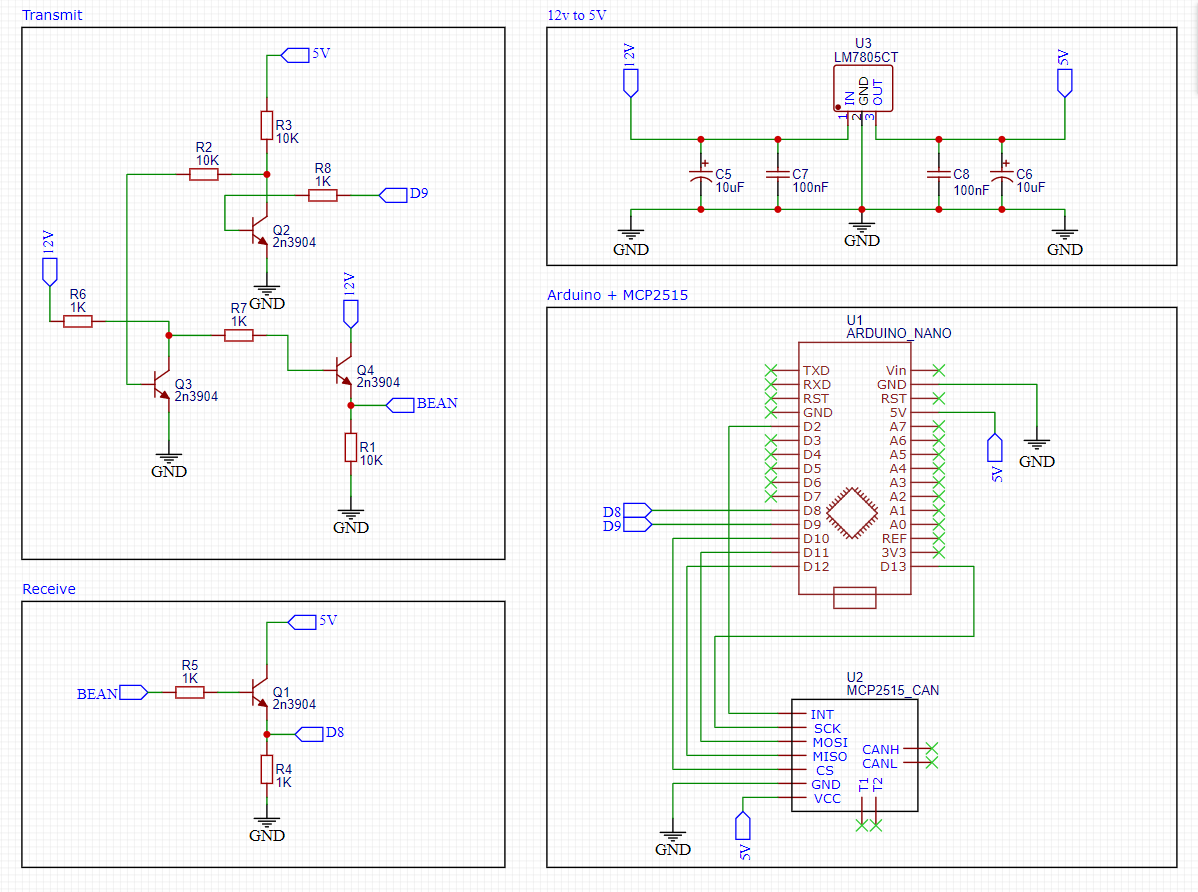 Transmit
5V
R3
10K
R2
10K
R8
1K
D9
Q2
2n3904
GND
12V
R6
1K
R7
1K
12V
Q3
2n3904
Q4
2n3904
BEAN
R1
10K
GND
GND
Receive
5V
R5
1K
BEAN
Q1
2n3904
D8
R4
1K
GND
12v to 5V
12V
U3
LM7805CT
IN
GND
OUT
1
2
3
5V
C5
10uF
C7
100nF
C8
100nF
C6
10uF
GND
GND
GND
Arduino + MCP2515
U1
ARDUINO_NANO
TXD Vin
RXD GND
RST RST
GND 5V
D2 A7
D3 A6
D4 A5
D5 A4
D6 A3
D7 A2
D8 A1
D9 A0
D10 REF
D11 3V3
D12 D13
D8
D9
5V
GND
U2
MCP2515_CAN
INT
SCK
MOSI
MISO
CS
GND
VCC
CANH
CANL
T1
T2
GND
5V